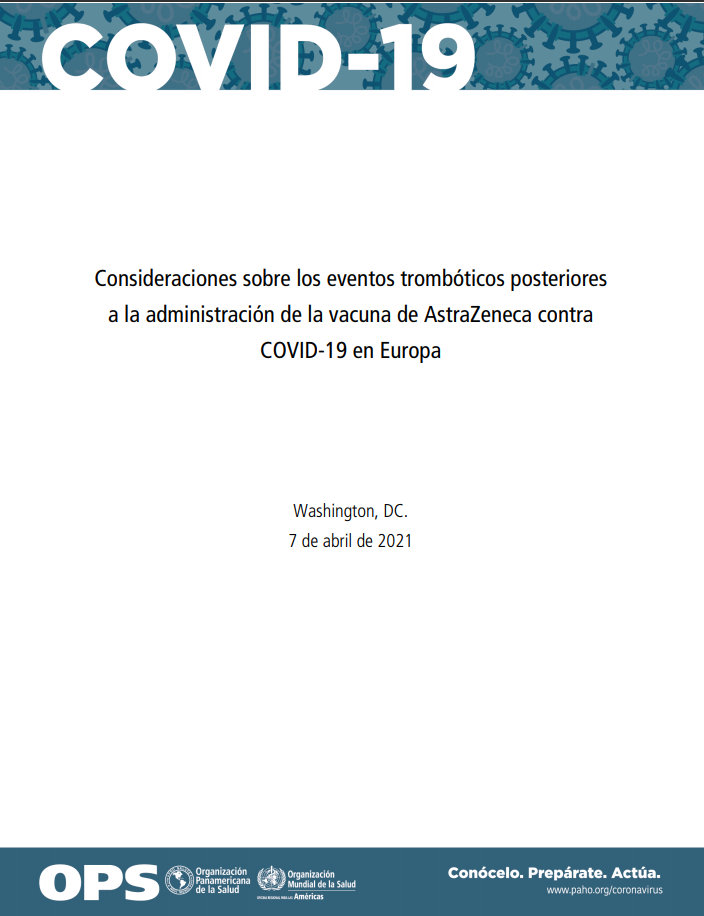 COVID-19
Consideraciones sobre los eventos trombóticos posteriores
a la administración de la vacuna de AstraZeneca contra
COVID-19 en Europa
Washington, DC.
7 de abril de 2021
OPS
Organización
Panamericana
de la Salud
Organización
Mundial de la Salud
OFICINA REGIONAL PARA LAS Américas
Conócelo. Prepárate. Actúa.
www.paho.org/coronavirus